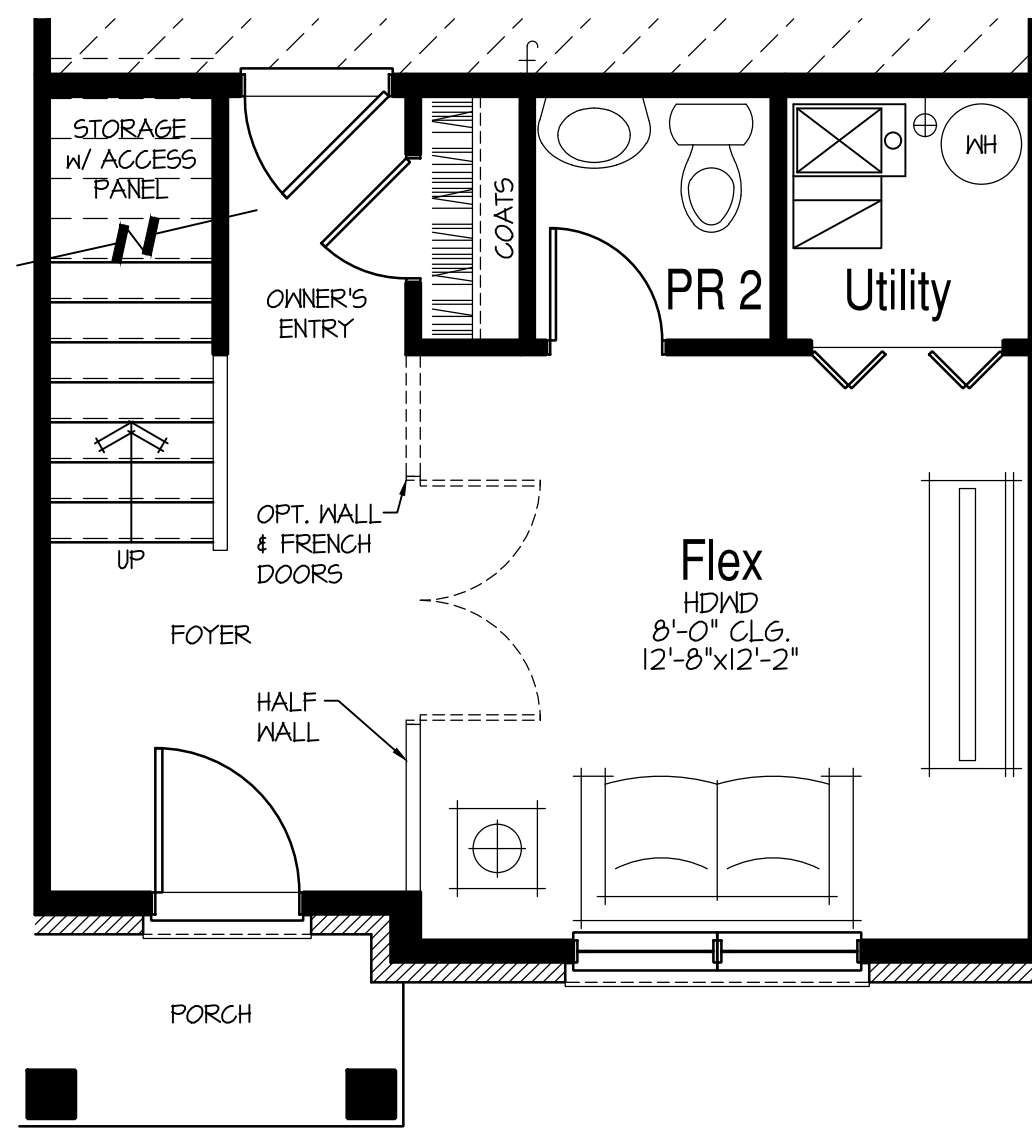 STORAGE
W/ ACCESS
PANEL
COATS
WH
PR 2
Utility
OWNER'S
ENTRY
OPT. WALL
& FRENCH
DOORS
UP
Flex
HDWD
8'-0" CLG.
12'-8"x12'-2"
FOYER
HALF
WALL
PORCH